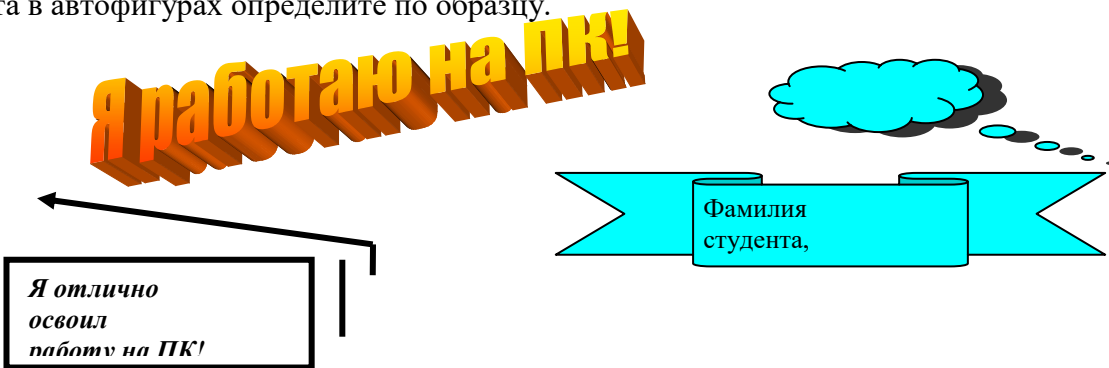 та в автофигурах определите по образцу.
Я работаю на ПК!
Фамилия
студента,
Я отлично
освоил
работу на ПК!